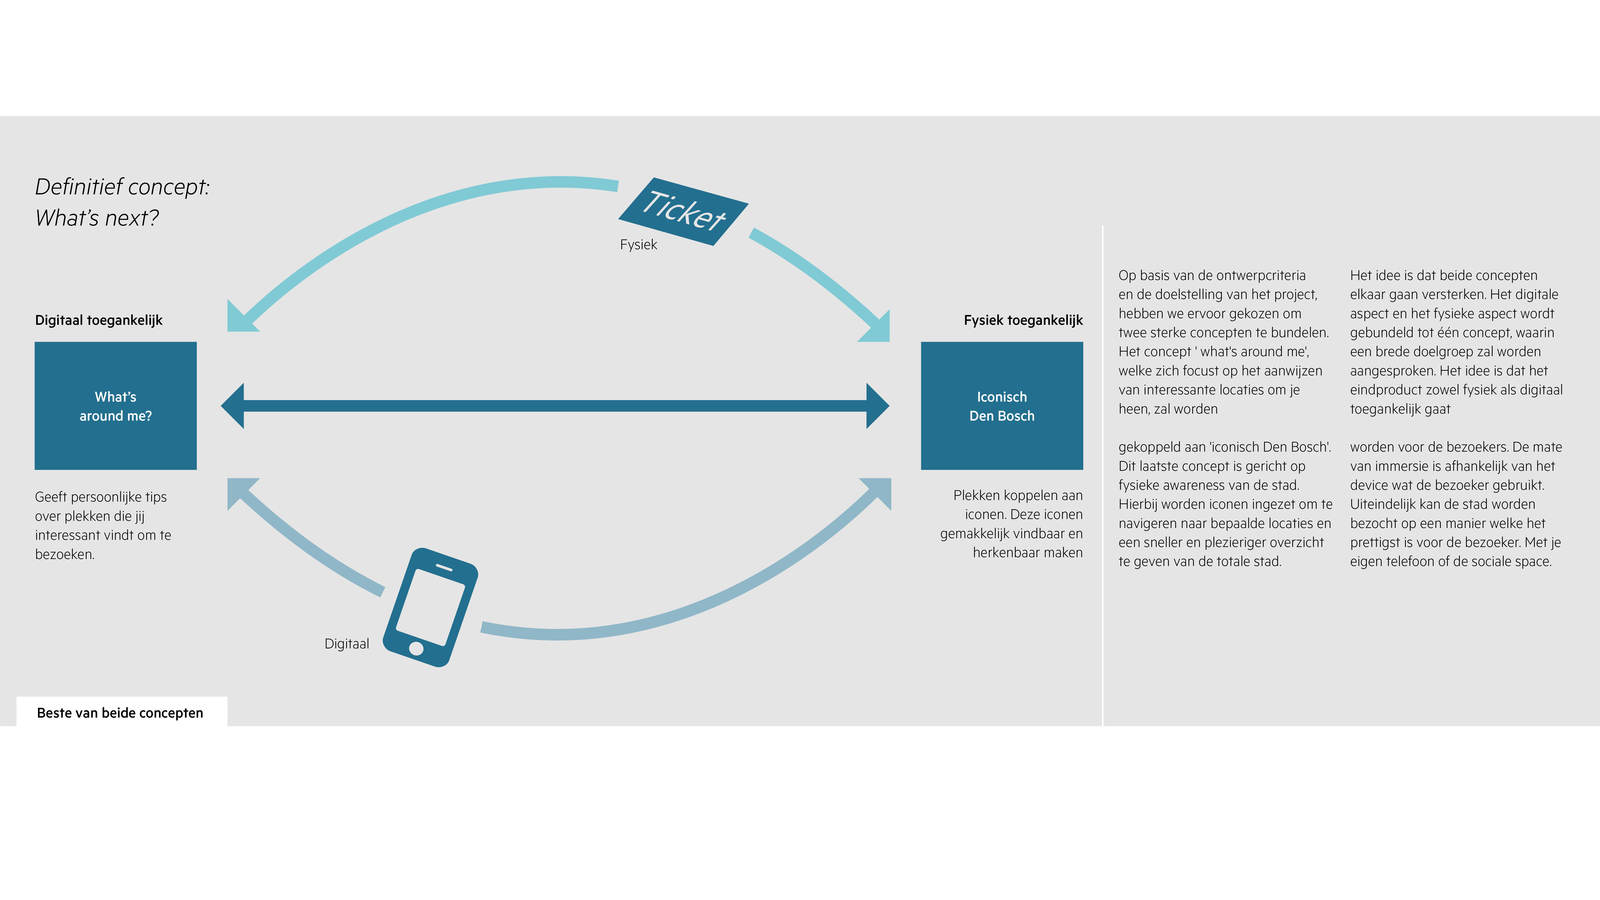 Definitief concept:
What's next?
Ticket
Fysiek
Digitaal toegankelijk
What's
around me?
Geeft persoonlijke tips
over plekken die jij
interessant vindt om te
bezoeken.
Fysiek toegankelijk
Iconisch
Den Bosch
Plekken koppelen aan
iconen. Deze iconen
gemakkelijk vindbaar en
herkenbaar maken
Digitaal
Beste van beide concepten
Op basis van de ontwerpcriteria
en de doelstelling van het project,
hebben we ervoor gekozen om
twee sterke concepten te bundelen.
Het concept ' what's around me',
welke zich focust op het aanwijzen
van interessante locaties om je
heen, zal worden
gekoppeld aan 'iconisch Den Bosch'.
Dit laatste concept is gericht op
fysieke awareness van de stad.
Hierbij worden iconen ingezet om te
navigeren naar bepaalde locaties en
een sneller en plezieriger overzicht
te geven van de totale stad.
Het idee is dat beide concepten
elkaar gaan versterken. Het digitale
aspect en het fysieke aspect wordt
gebundeld tot één concept, waarin
een brede doelgroep zal worden
aangesproken. Het idee is dat het
eindproduct zowel fysiek als digitaal
toegankelijk gaat
worden voor de bezoekers. De mate
van immersie is afhankelijk van het
device wat de bezoeker gebruikt.
Uiteindelijk kan de stad worden
bezocht op een manier welke het
prettigst is voor de bezoeker. Met je
eigen telefoon of de sociale space.